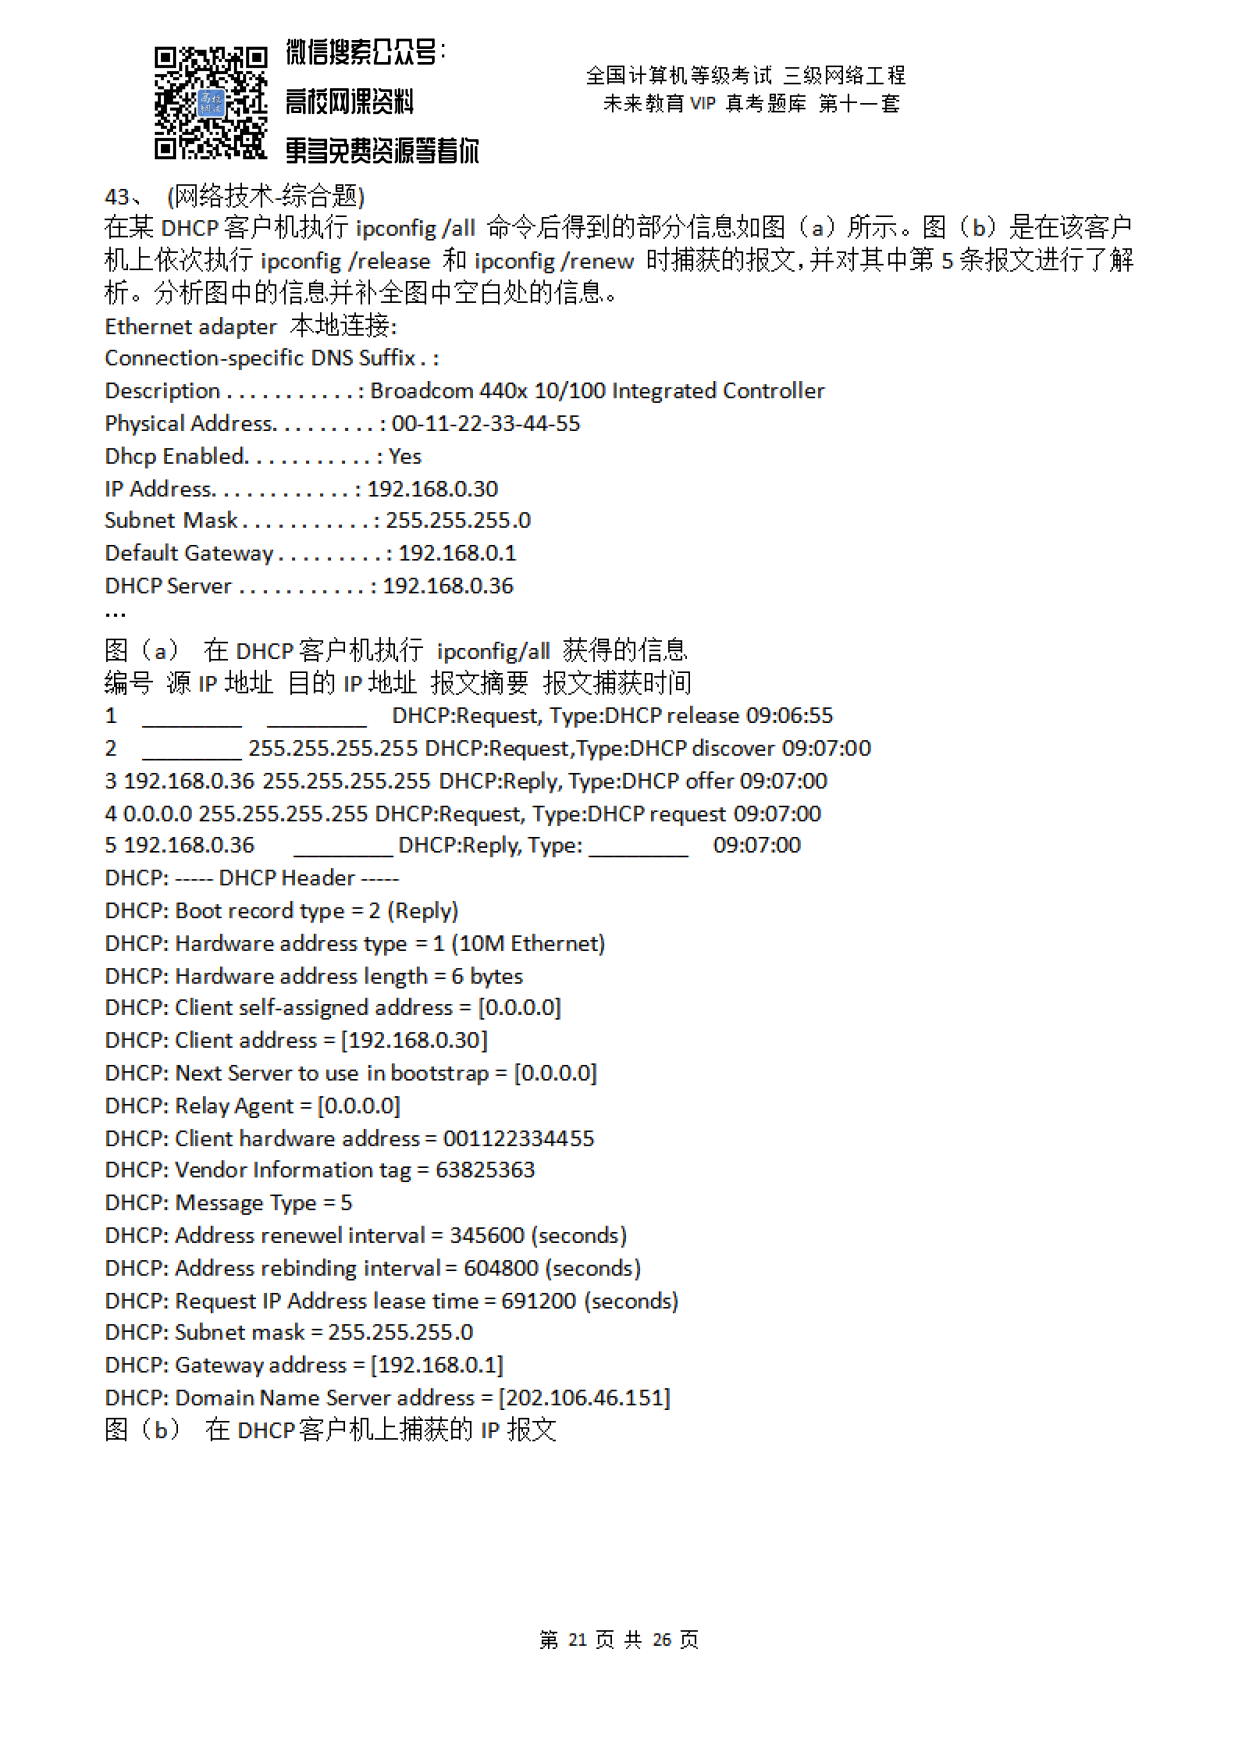 微信搜索公众号:
高校网课资料
更多免费资源等着你
高校
网课
全国计算机等级考试 三级网络工程
未来教育 VIP 真考题库 第十一套
43、 (网络技术-综合题)
在某 DHCP 客户机执行 ipconfig /all 命令后得到的部分信息如图（a）所示。图（b）是在该客户
机上依次执行 ipconfig /release 和 ipconfig /renew 时捕获的报文,并对其中第 5 条报文进行了解
析。分析图中的信息并补全图中空白处的信息。
Ethernet adapter 本地连接:
Connection-specific DNS Suffix . :
Description . . . . . . . . . . . : Broadcom 440x 10/100 Integrated Controller
Physical Address. . . . . . . . . : 00-11-22-33-44-55
Dhcp Enabled. . . . . . . . . . . : Yes
IP Address. . . . . . . . . . . . : 192.168.0.30
Subnet Mask . . . . . . . . . . . : 255.255.255.0
Default Gateway . . . . . . . . . : 192.168.0.1
DHCP Server . . . . . . . . . . . : 192.168.0.36
…
图（a） 在 DHCP 客户机执行 ipconfig/all 获得的信息
编号 源 IP 地址 目的 IP 地址 报文摘要 报文捕获时间
1 __________ ________ DHCP:Request, Type:DHCP release 09:06:55
2 ________ 255.255.255.255 DHCP:Request,Type:DHCP discover 09:07:00
3 192.168.0.36 255.255.255.255 DHCP:Reply, Type:DHCP offer 09:07:00
4 0.0.0.0 255.255.255.255 DHCP:Request, Type:DHCP request 09:07:00
5 192.168.0.36 ________ DHCP:Reply, Type: ________ 09:07:00
DHCP: ----- DHCP Header -----
DHCP: Boot record type = 2 (Reply)
DHCP: Hardware address type = 1 (10M Ethernet)
DHCP: Hardware address length = 6 bytes
DHCP: Client self-assigned address = [0.0.0.0]
DHCP: Client address = [192.168.0.30]
DHCP: Next Server to use in bootstrap = [0.0.0.0]
DHCP: Relay Agent = [0.0.0.0]
DHCP: Client hardware address = 001122334455
DHCP: Vendor Information tag = 63825363
DHCP: Message Type = 5
DHCP: Address renewel interval = 345600 (seconds)
DHCP: Address rebinding interval = 604800 (seconds)
DHCP: Request IP Address lease time = 691200 (seconds)
DHCP: Subnet mask = 255.255.255.0
DHCP: Gateway address = [192.168.0.1]
DHCP: Domain Name Server address = [202.106.46.151]
图（b） 在 DHCP 客户机上捕获的 IP 报文
第 21 页 共 26 页